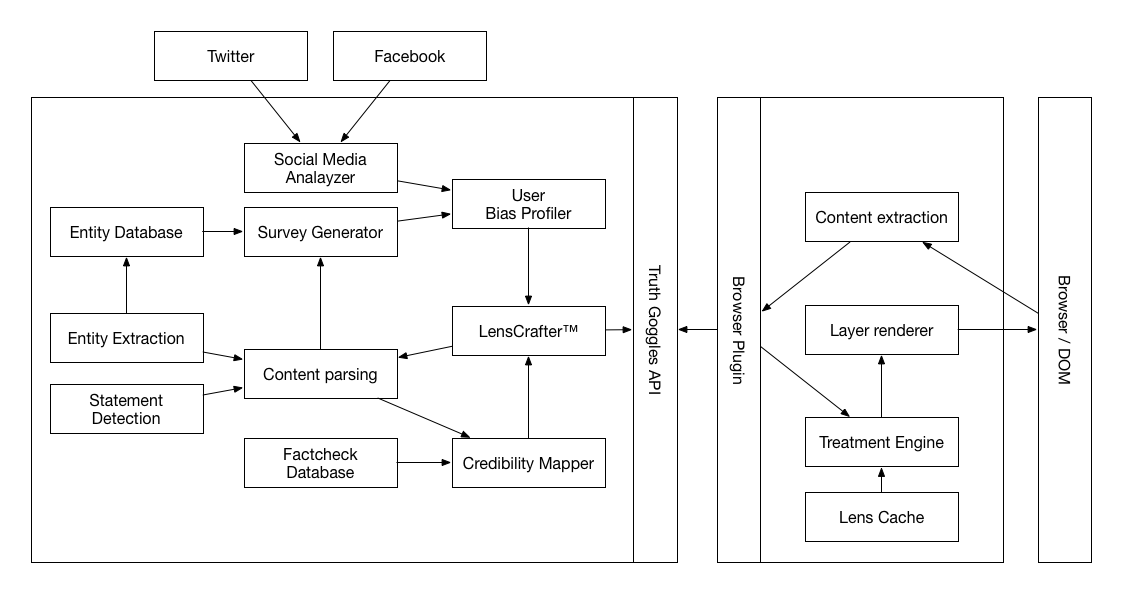 Twitter
Facebook
Social Media
Analayzer
User
Bias Profiler
Entity Database
Survey Generator
Entity Extraction
LensCrafter™
Content parsing
Statement
Detection
Factcheck
Database
Credibility Mapper
Truth Goggles API
Browser Plugin
Content extraction
Layer renderer
Treatment Engine
Lens Cache
Browser / DOM